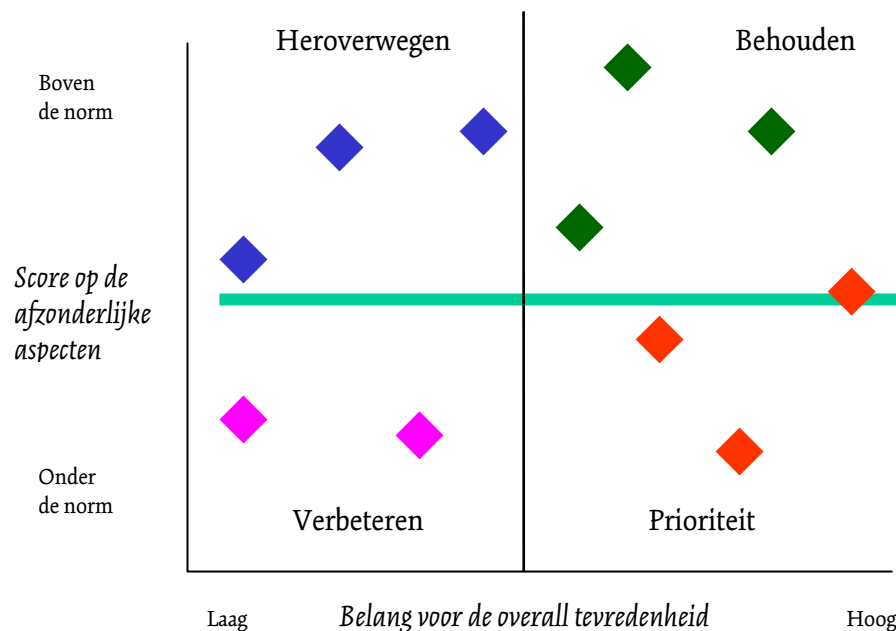 Heroverwegen
Behouden
Boven
de norm
Score op de
afzonderlijke
aspecten
Onder
de norm
Verbeteren
Prioriteit
Laag
Belang voor de overall tevredenheid
Hoog